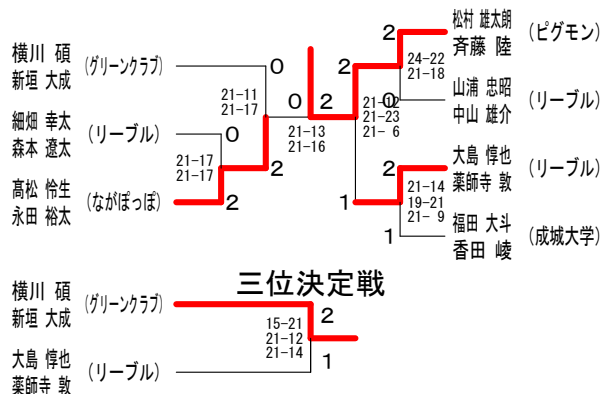 横川 碩
新垣 大成
(グリーンクラブ)
細畑 幸太
森本 遼太
(リーブル)
髙松 怜生
永田 裕太
(ながぽっぽ)
0
21-11
21-17
0
21-17
21-17
2
2
0
2
21-13
21-16
2
2
松村 雄太朗
斉藤 陸
(ピグモン)
24-22
21-18
0
山浦 忠昭
中山 雄介
(リーブル)
21-12
21-23
21- 6
2
大島 惇也
薬師寺 敦
(リーブル)
1
21-14
19-21
21- 9
1
福田 大斗
香田 崚
(成城大学)
三位決定戦
横川 碩
新垣 大成
(グリーンクラブ)
2
15-21
21-12
21-14
1
大島 惇也
薬師寺 敦
(リーブル)